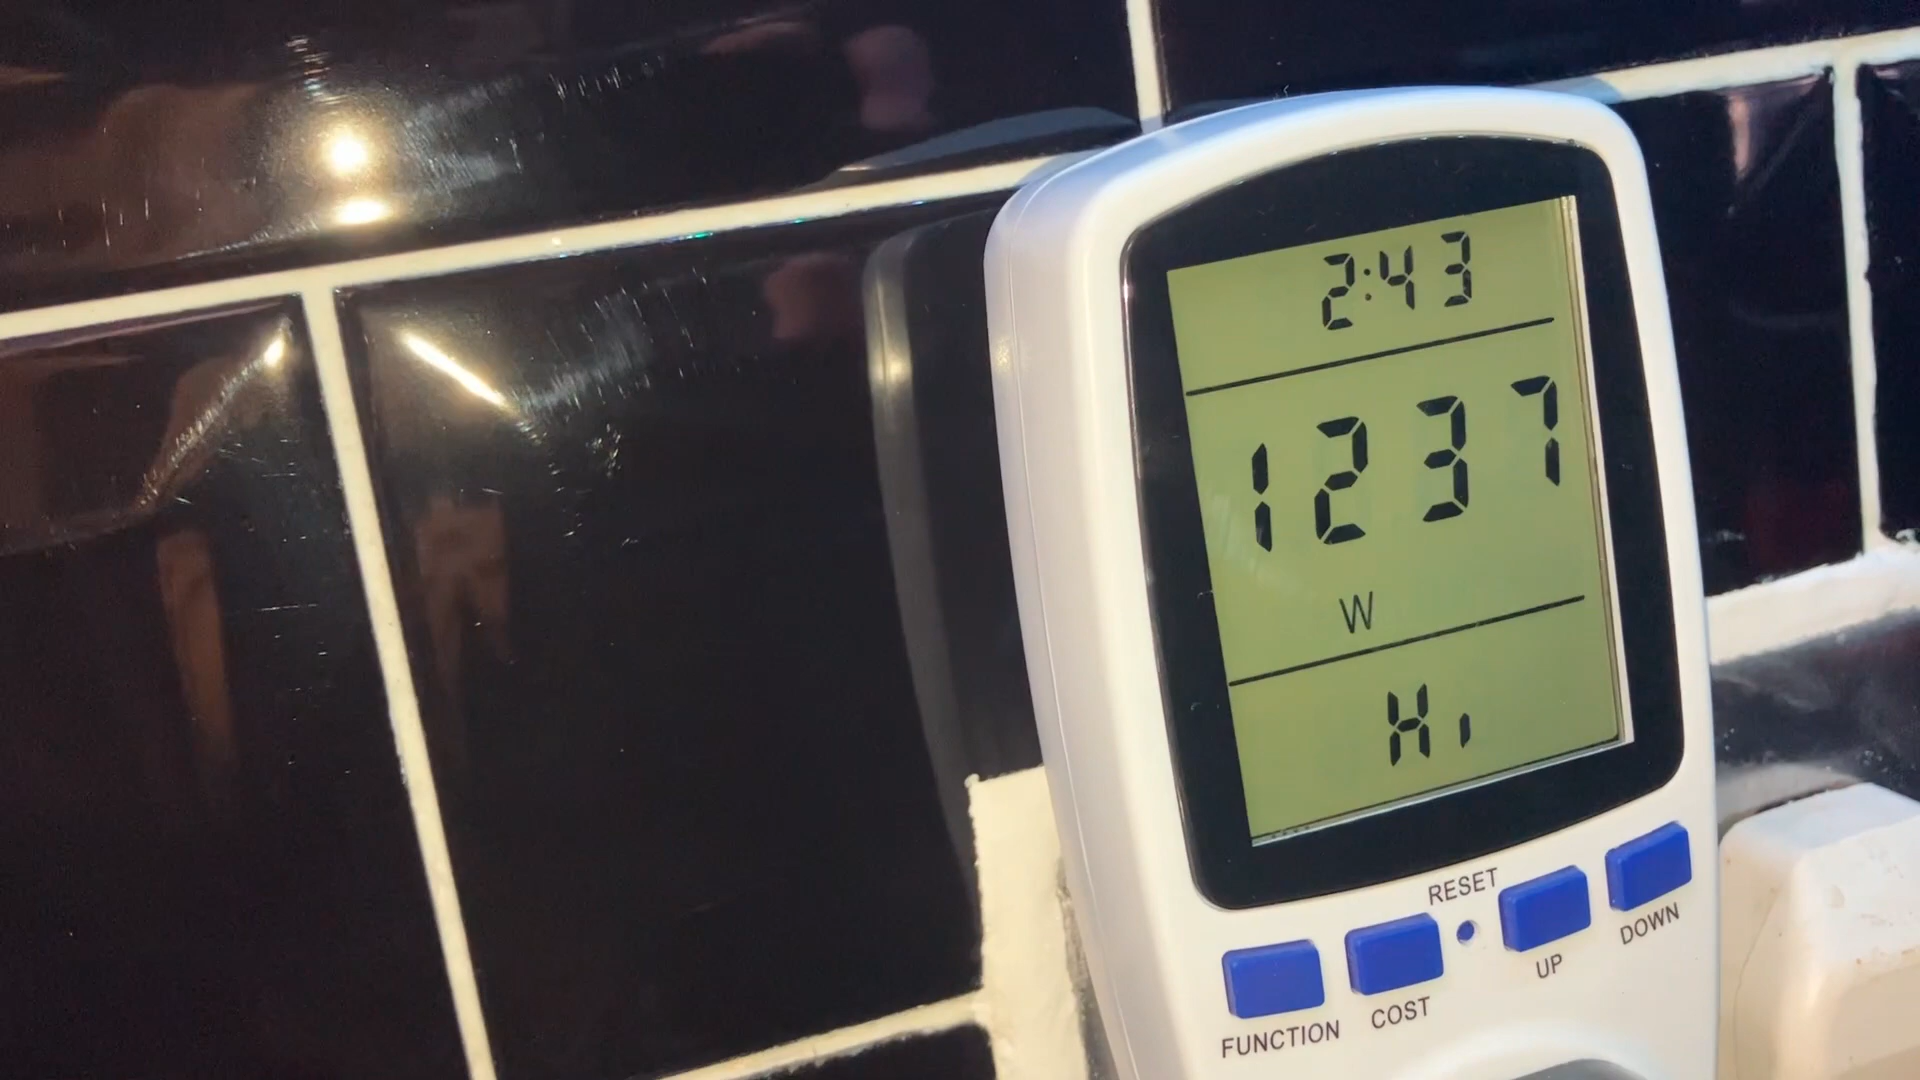 2:43
1237
W
Hi
RESET
FUNCTION COST UP DOWN